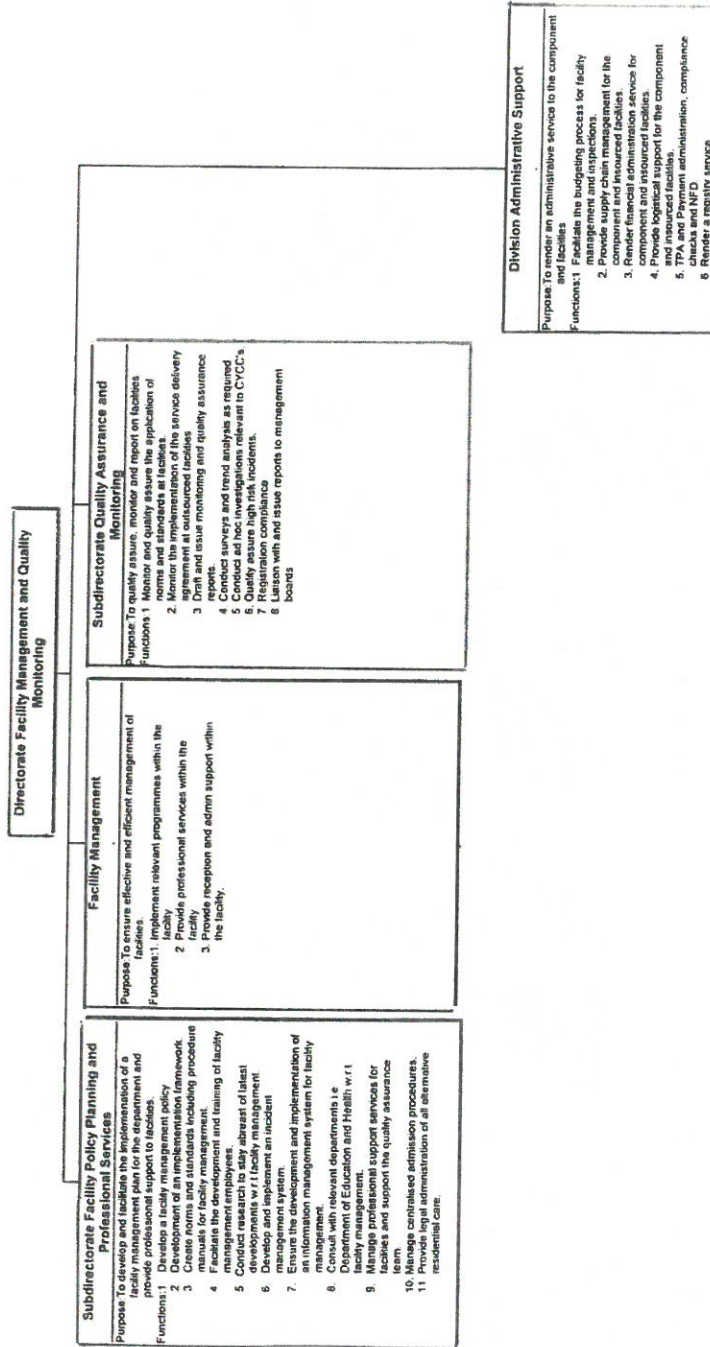 Directorate Facility Management and Quality
Monitoring
Subdirectorate Facility Policy Planning and
Professional Services
Purpose:To develop and facilitate the implemenation of a
facility management plan for the department and
provide professional support to facilities.
Functions:1 Develop a facility management policy
2 Development of an implementation framework.
3 Create norms and standards including procedure
manuals for facility management.
4 Facilitate the development and training of facility
management employees.
5 Conduct research to stay abreast of latest
developments w r t facility management
6 Develop and implement an incident
management system.
7. Ensure the development and implementation of
an information management system for facility
management.
8. Consult with relevant departments i e
Department of Education and Health w.r t
facility management.
9. Manage professional support services for
facilities and support the quality assurance
team
10. Manage centralised admission procedures.
11 Provide legal administration of all alternative
residential care.
Facility Management
Purpose:To ensure effective and efficient management of
facilities.
Functions:1. Implement relevant programmes within the
facility
2 Provide professional services within the
facility
3. Provide reception and admin support within
the facility.
Subdirectorate Quality Assurance and
Monitoring
Purpose:To quality assure, monitor and report on facilities
Functions 1 Monitor and quality assure the application of
norms and standards at facilities.
2. Monitor the implementation of the service delivery
agreement at outsourced facilities
3 Draft and issue monitoring and quality assurance
reports.
4 Conduct surveys and trend analysis as required
5 Conduct ad hoc investigations relevant to CYCC's
6. Quality assure high risk incidents.
7 Registration compliance
8 Liaison with and issue reports to management
boards
Division Administrative Support
Purpose:To render an administrative service to the component
and facilities
Functions:1 Facilitate the budgeting process for facility
management and inspections.
2. Provide supply chain management for the
component and insourced facilities.
3. Render financial administration service for
component and insourced facilities.
4. Provide logistical support for the component
and insourced facilities.
5. TPA and Payment administration, compliance
checks and NFD.
6 Render a registry service